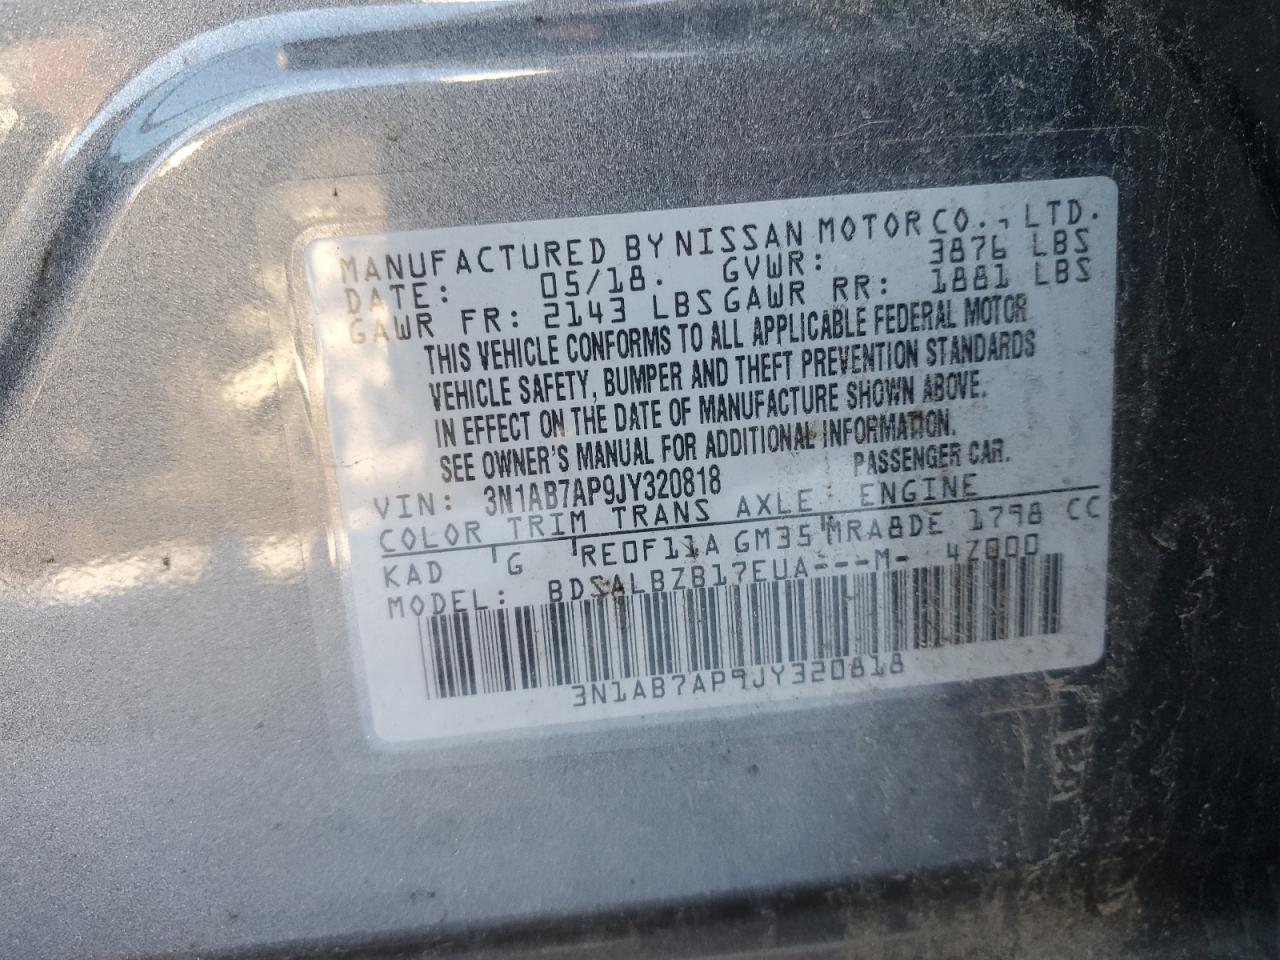 MANUFACTURED BY NISSAN MOTOR CO., LTD.
DATE: 05/18. GVWR: 3876 LBS
GAWR FR: 2143 LBS GAWR RR: 1881 LBS
THIS VEHICLE CONFORMS TO ALL APPLICABLE FEDERAL MOTOR
VEHICLE SAFETY, BUMPER AND THEFT PREVENTION STANDARDS
IN EFFECT ON THE DATE OF MANUFACTURE SHOWN ABOVE.
SEE OWNER'S MANUAL FOR ADDITIONAL INFORMATION.
VIN: 3N1AB7AP9JY320818 PASSENGER CAR.
COLOR TRIM TRANS AXLE ENGINE
KAD G RE0F11A GM35 MRA8DE 1798 CC
MODEL: BDSALBZB17EUA---M- 4Z000
3N1AB7AP9JY320818